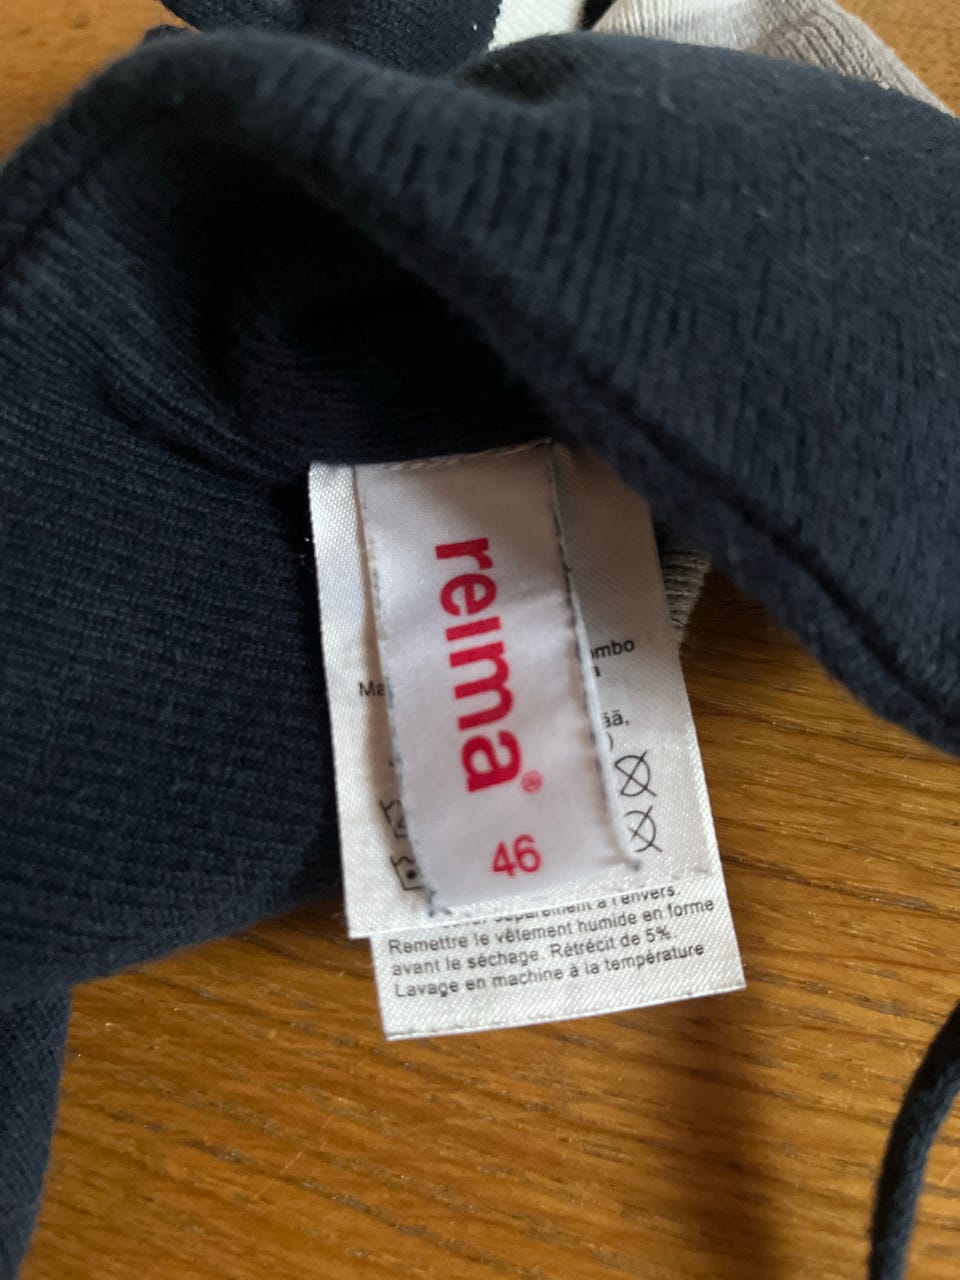 reima®
46
Remettre le vêtement humide en forme
avant le séchage. Rétrécit de 5%
Lavage en machine à la température